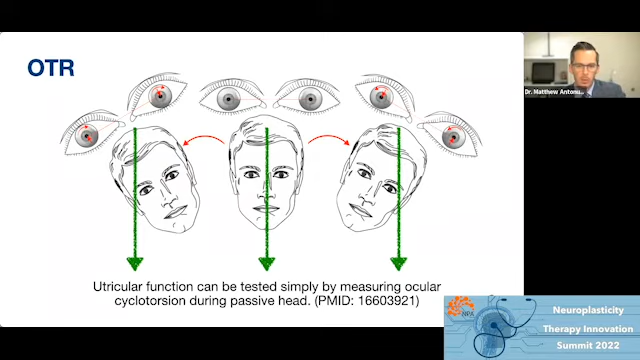 OTR
Utricular function can be tested simply by measuring ocular
cyclotorsion during passive head. (PMID: 16603921)
Dr. Matthew Antonu...
NPA
Neuroplasticity
Therapy Innovation
Summit 2022